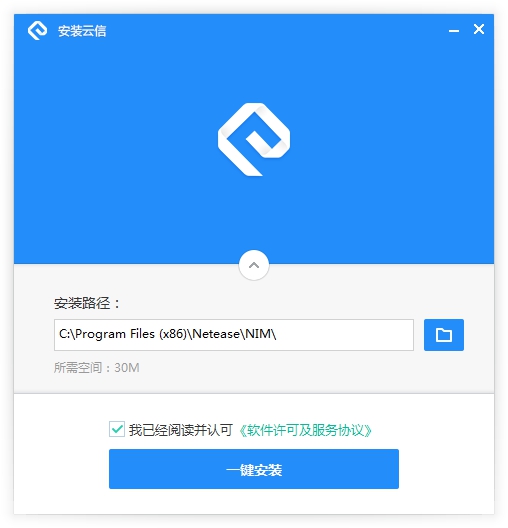 安装云信
安装路径：
C:\Program Files (x86)\Netease\NIM\
所需空间：30M
我已经阅读并认可《软件许可及服务协议》
一键安装